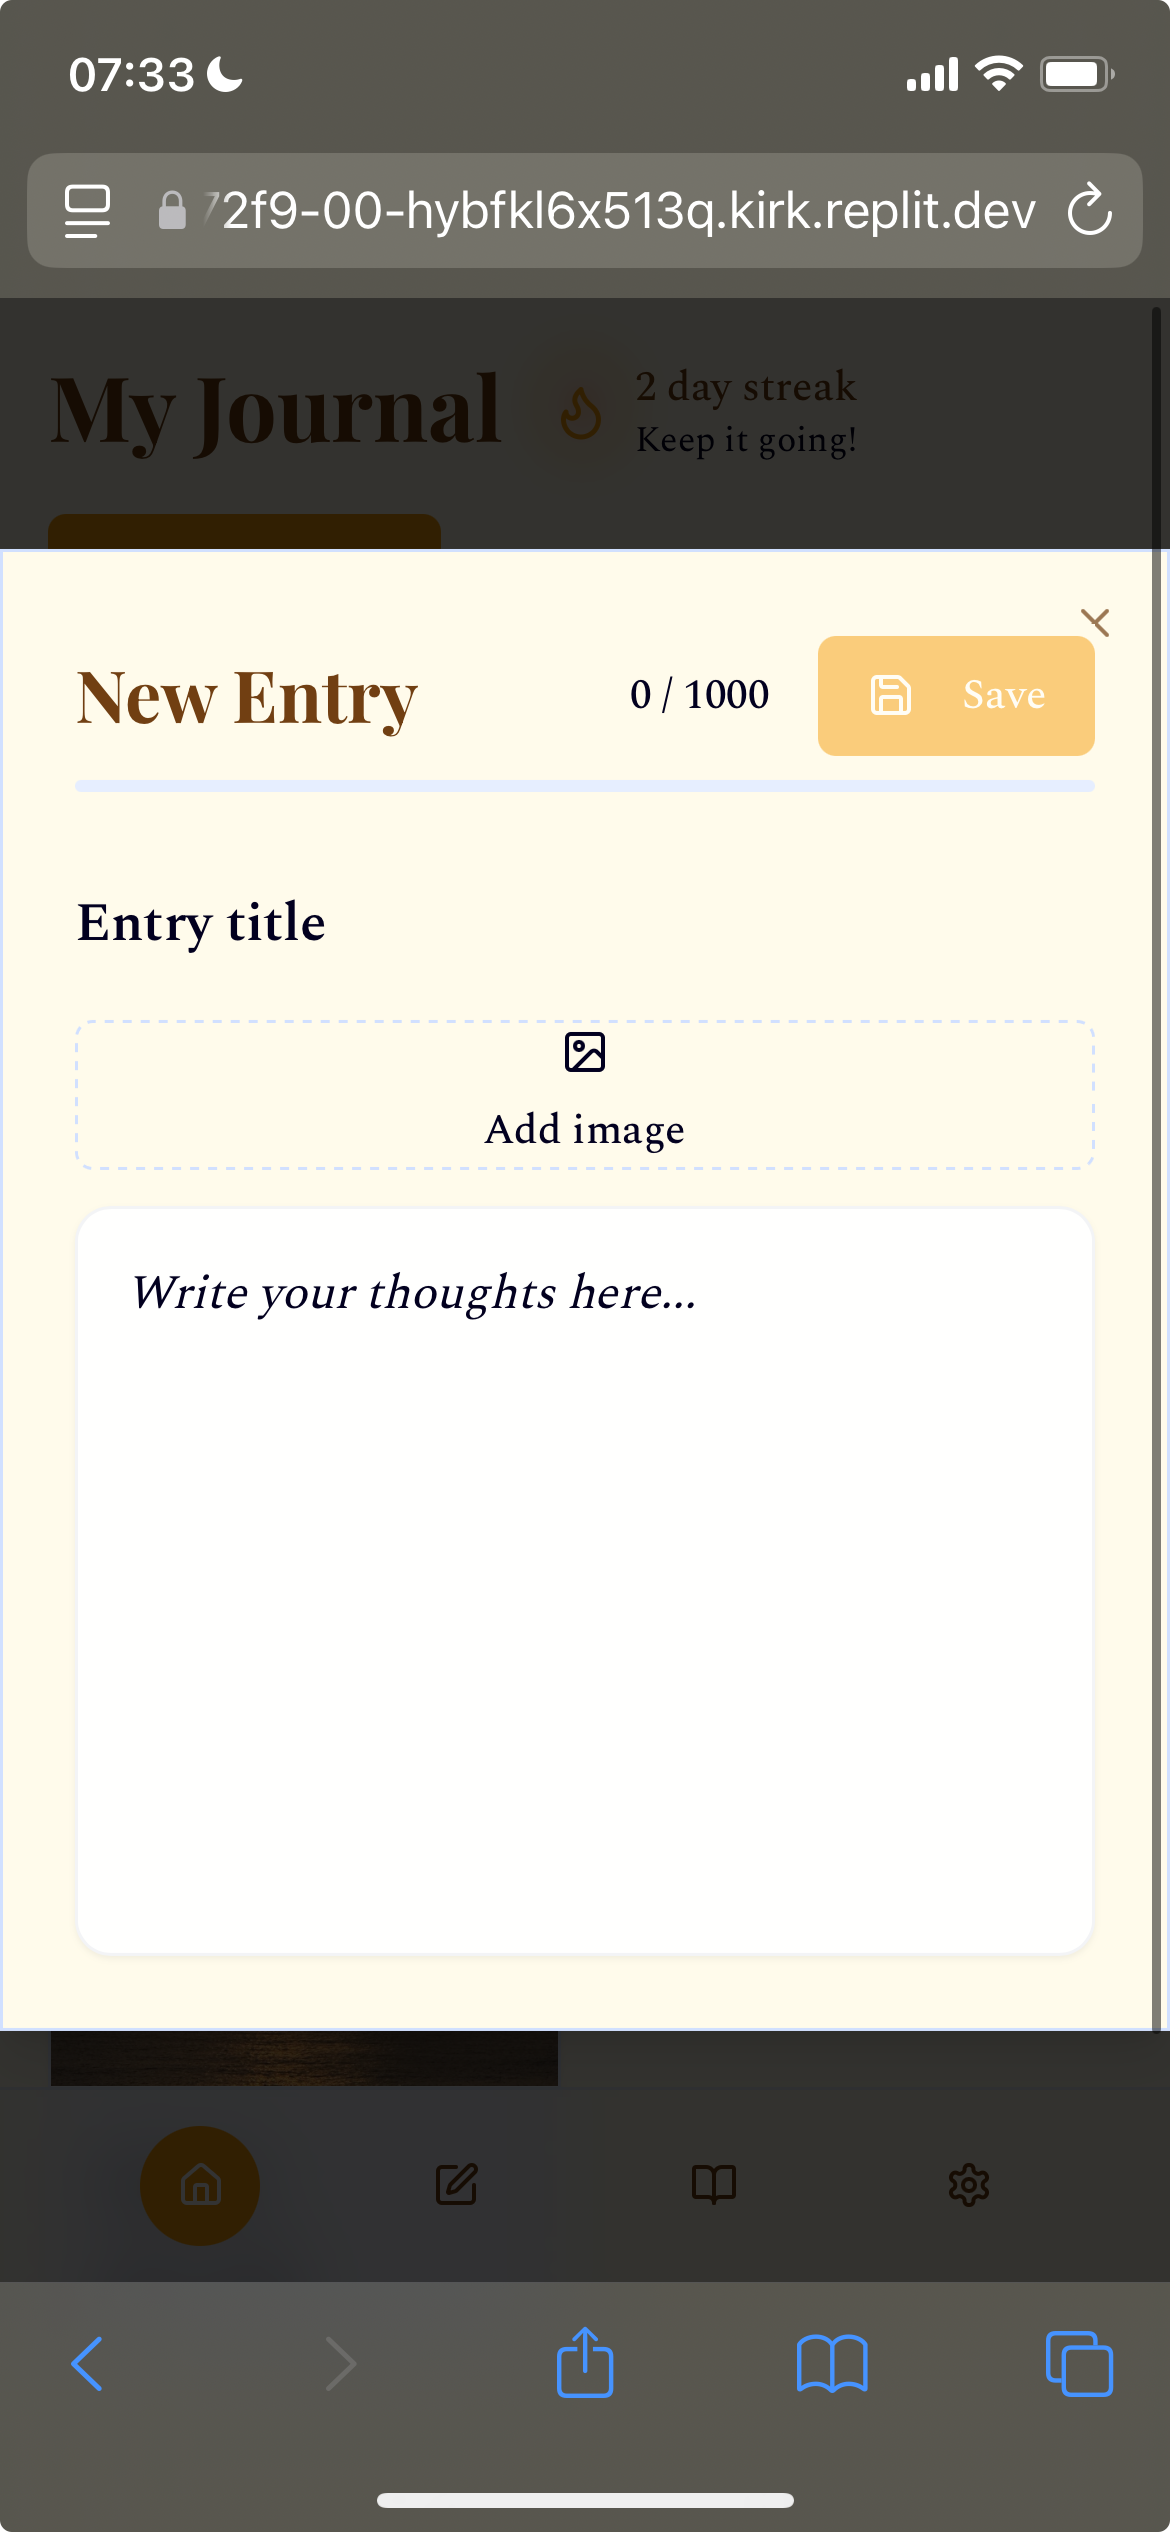 07:33
72f9-00-hybfkl6x513q.kirk.replit.dev
My Journal
2 day streak
Keep it going!
New Entry
0 / 1000
Save
Entry title
Add image
Write your thoughts here...